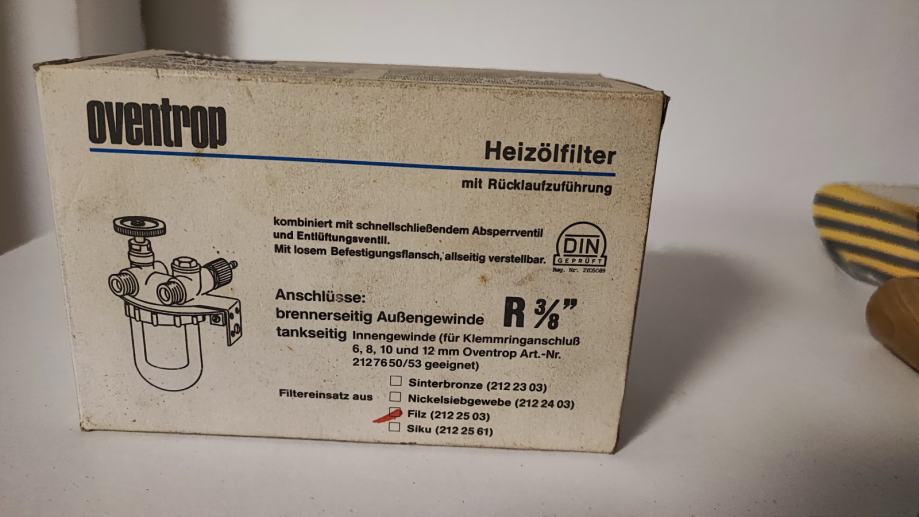 oventrop
Heizölfilter
mit Rücklaufzuführung
kombiniert mit schnellschließendem Absperrventil
und Entlüftungsventil.
Mit losem Befestigungsflansch, allseitig verstellbar.
DIN
GEPRÜFT
Reg. Nr.
Anschlüsse:
brennerseitig Außengewinde R 3/8”
tankseitig Innengewinde (für Klemmringanschluß
6, 8, 10 und 12 mm Oventrop Art.-Nr.
212 76 50/53 geeignet)
Filtereinsatz aus
Sinterbronze (212 23 03)
Nickelsiebgewebe (212 24 03)
Filz (212 25 03)
Siku (212 25 61)